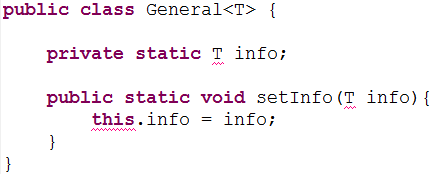 public class General<T> {
private static T info;
public static void setInfo(T info){
this.info = info;
}
}